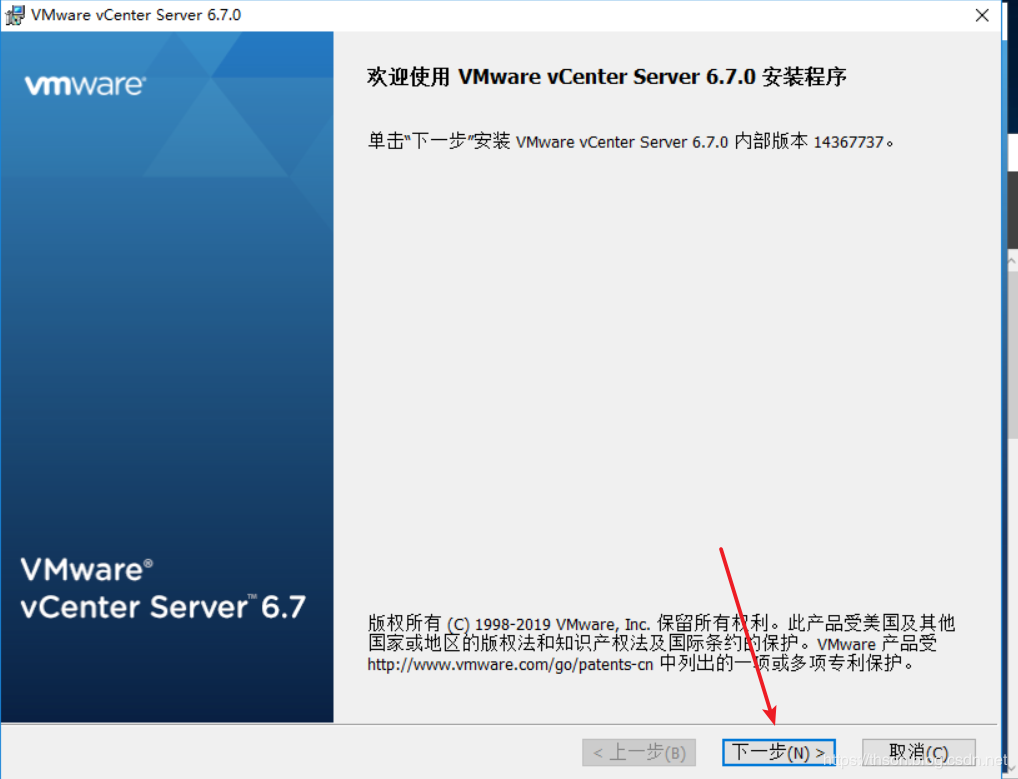 VMware vCenter Server 6.7.0
vmware®
欢迎使用 VMware vCenter Server 6.7.0 安装程序
单击“下一步”安装 VMware vCenter Server 6.7.0 内部版本 14367737。
VMware®
vCenter Server™ 6.7
版权所有 (C) 1998-2019 VMware, Inc. 保留所有权利。此产品受美国及其他
国家或地区的版权法和知识产权法及国际条约的保护。VMware 产品受
http://www.vmware.com/go/patents-cn 中列出的一项或多项专利保护。
< 上一步(B)
下一步(N) >
取消(C)